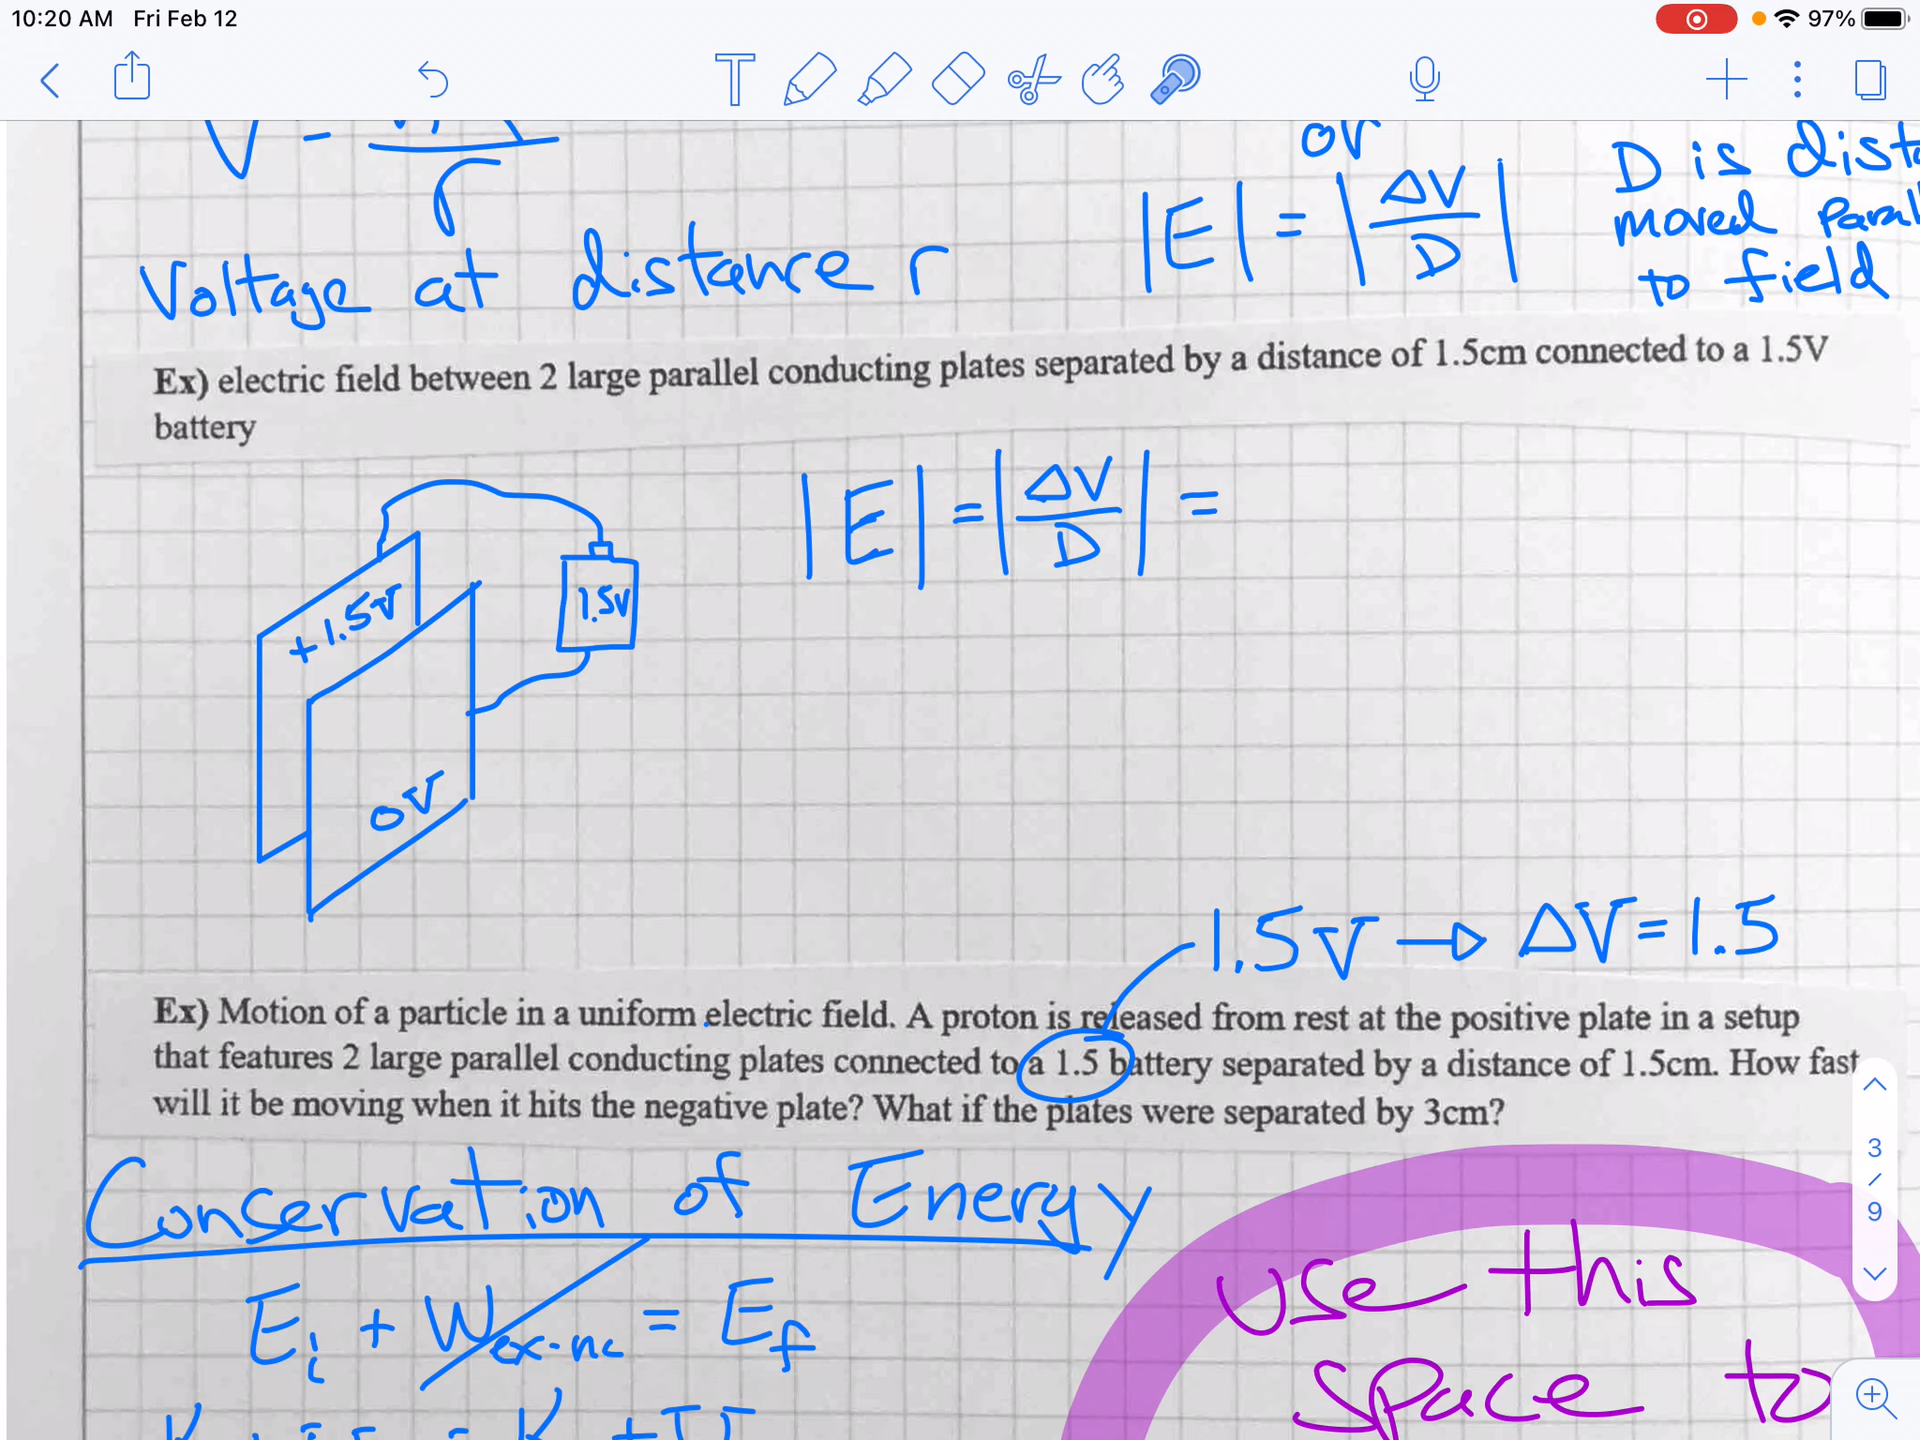 10:20 AM Fri Feb 12 97%
V =
r
or
|E| = |ΔV/D|
D is
moved
to field
Voltage at distance r
Ex) electric field between 2 large parallel conducting plates separated by a distance of 1.5cm connected to a 1.5V
battery
|E| = |ΔV/D| =
+1.5V
1.5V
0V
1.5V → ΔV = 1.5
Ex) Motion of a particle in a uniform electric field. A proton is released from rest at the positive plate in a setup
that features 2 large parallel conducting plates connected to a 1.5 battery separated by a distance of 1.5cm. How fast
will it be moving when it hits the negative plate? What if the plates were separated by 3cm?
3
/
9
Conservation of Energy
Ei + Wex-nc = Ef
use this
space to